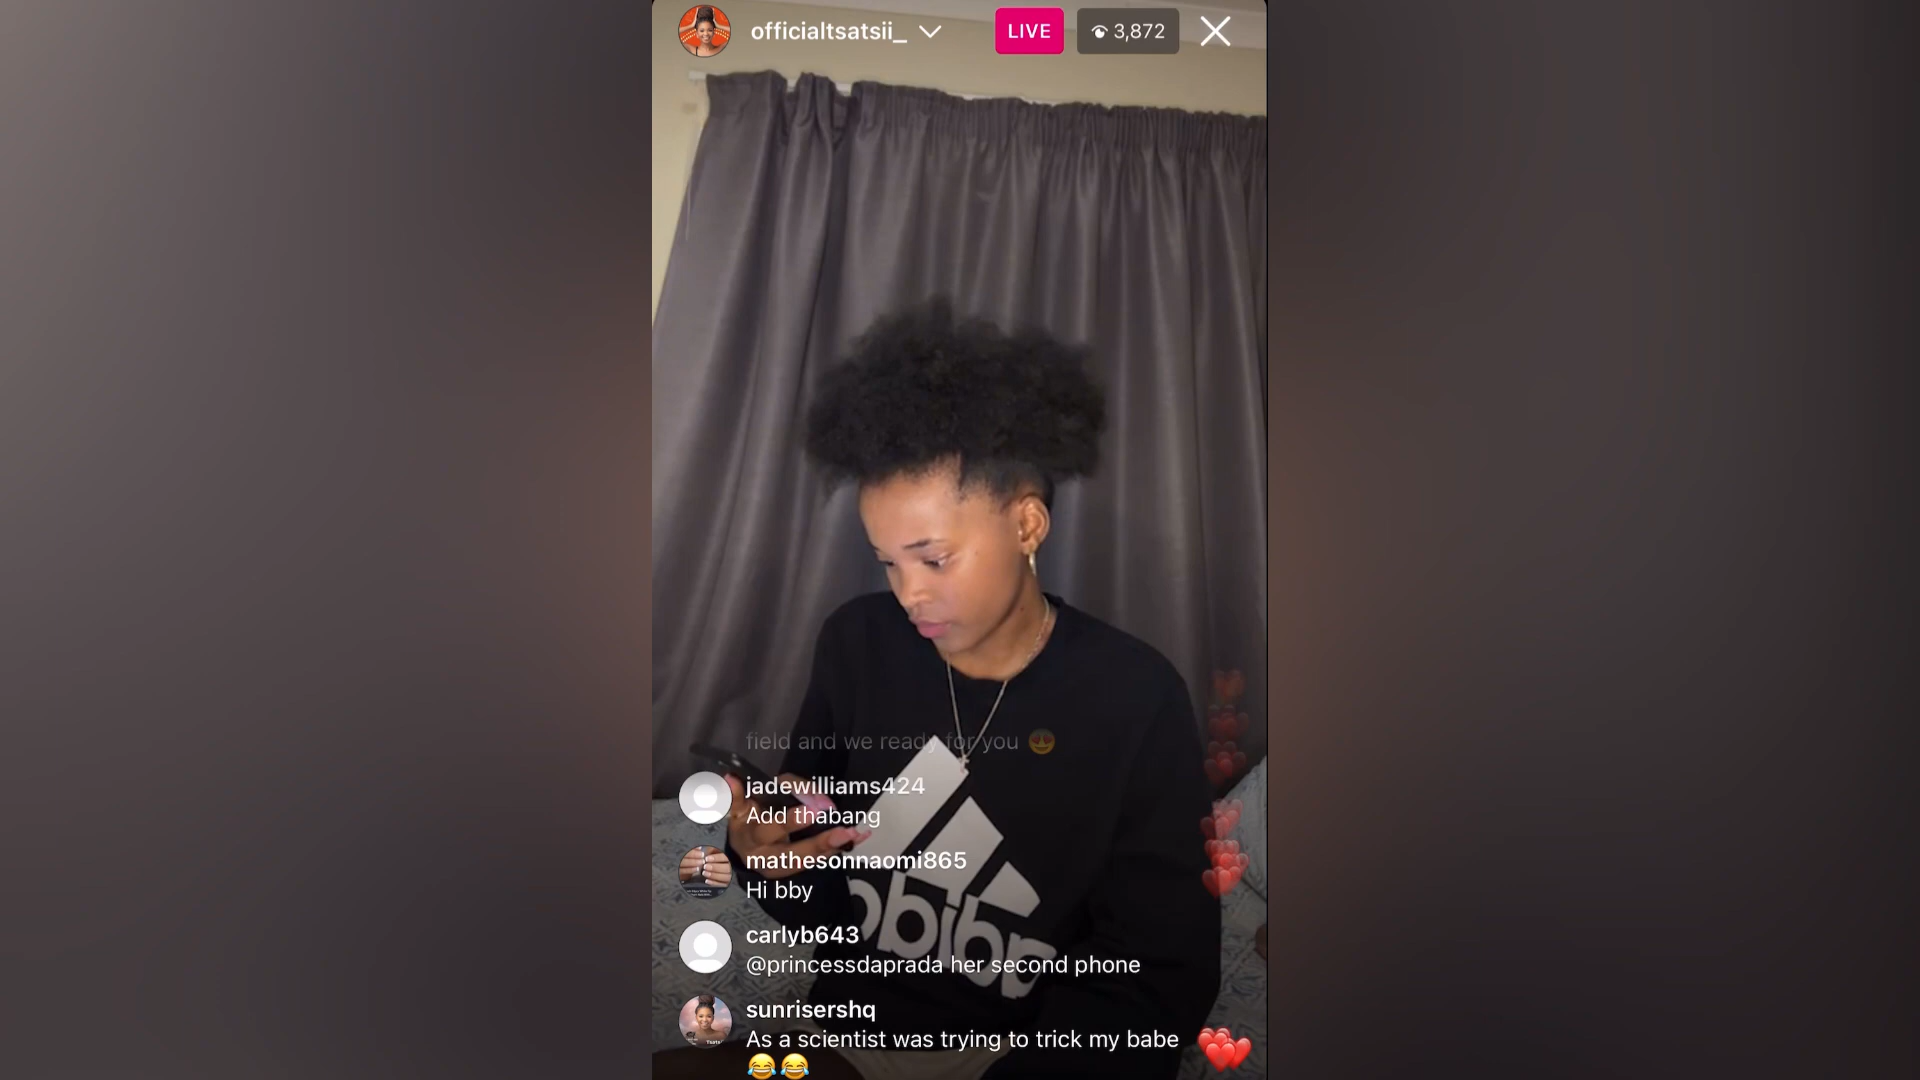 officialtsatsii_
LIVE
3,872
field and we ready for you 😍
jadewilliams424
Add thabang
mathesonnaomi865
Hi bby
adidas
carlyb643
@princessdaprada her second phone
sunrisershq
As a scientist was trying to trick my babe
😂😂